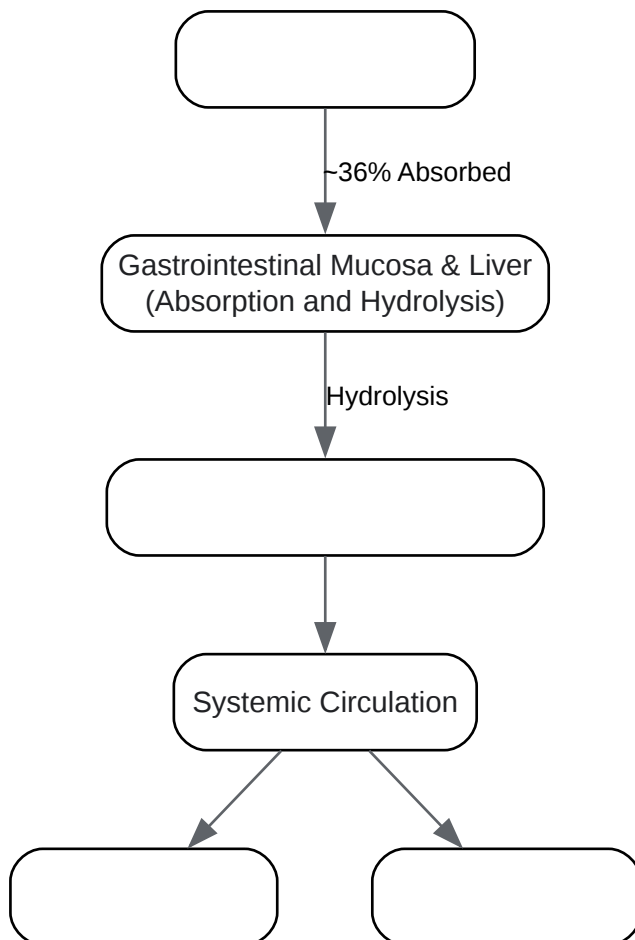 ~36% Absorbed
Gastrointestinal Mucosa & Liver
(Absorption and Hydrolysis)
Hydrolysis
Systemic Circulation